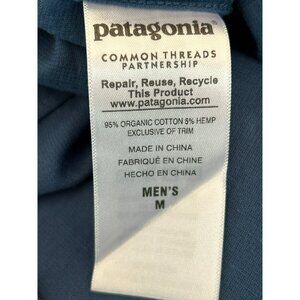 patagonia
COMMON THREADS
PARTNERSHIP
Repair, Reuse, Recycle
This Product
www.patagonia.com
95% ORGANIC COTTON 5% HEMP
EXCLUSIVE OF TRIM
MADE IN CHINA
FABRIQUÉ EN CHINE
HECHO EN CHINA
MEN'S
M